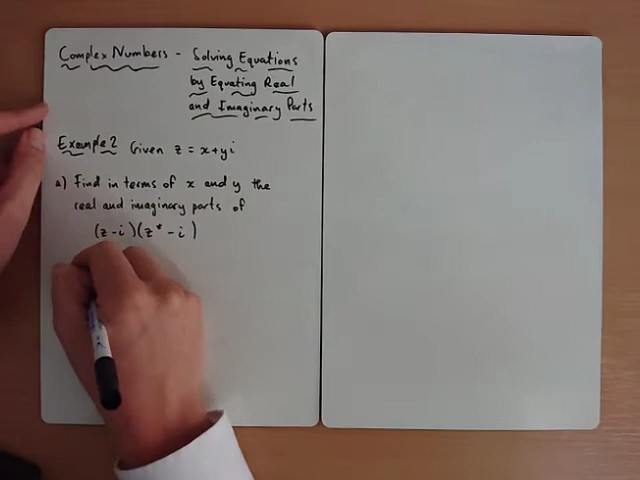 Complex Numbers - Solving Equations
by Equating Real
and Imaginary Parts
Example 2 Given z = x+yi
a) Find in terms of x and y the
real and imaginary parts of
(z-i)(z* - i)